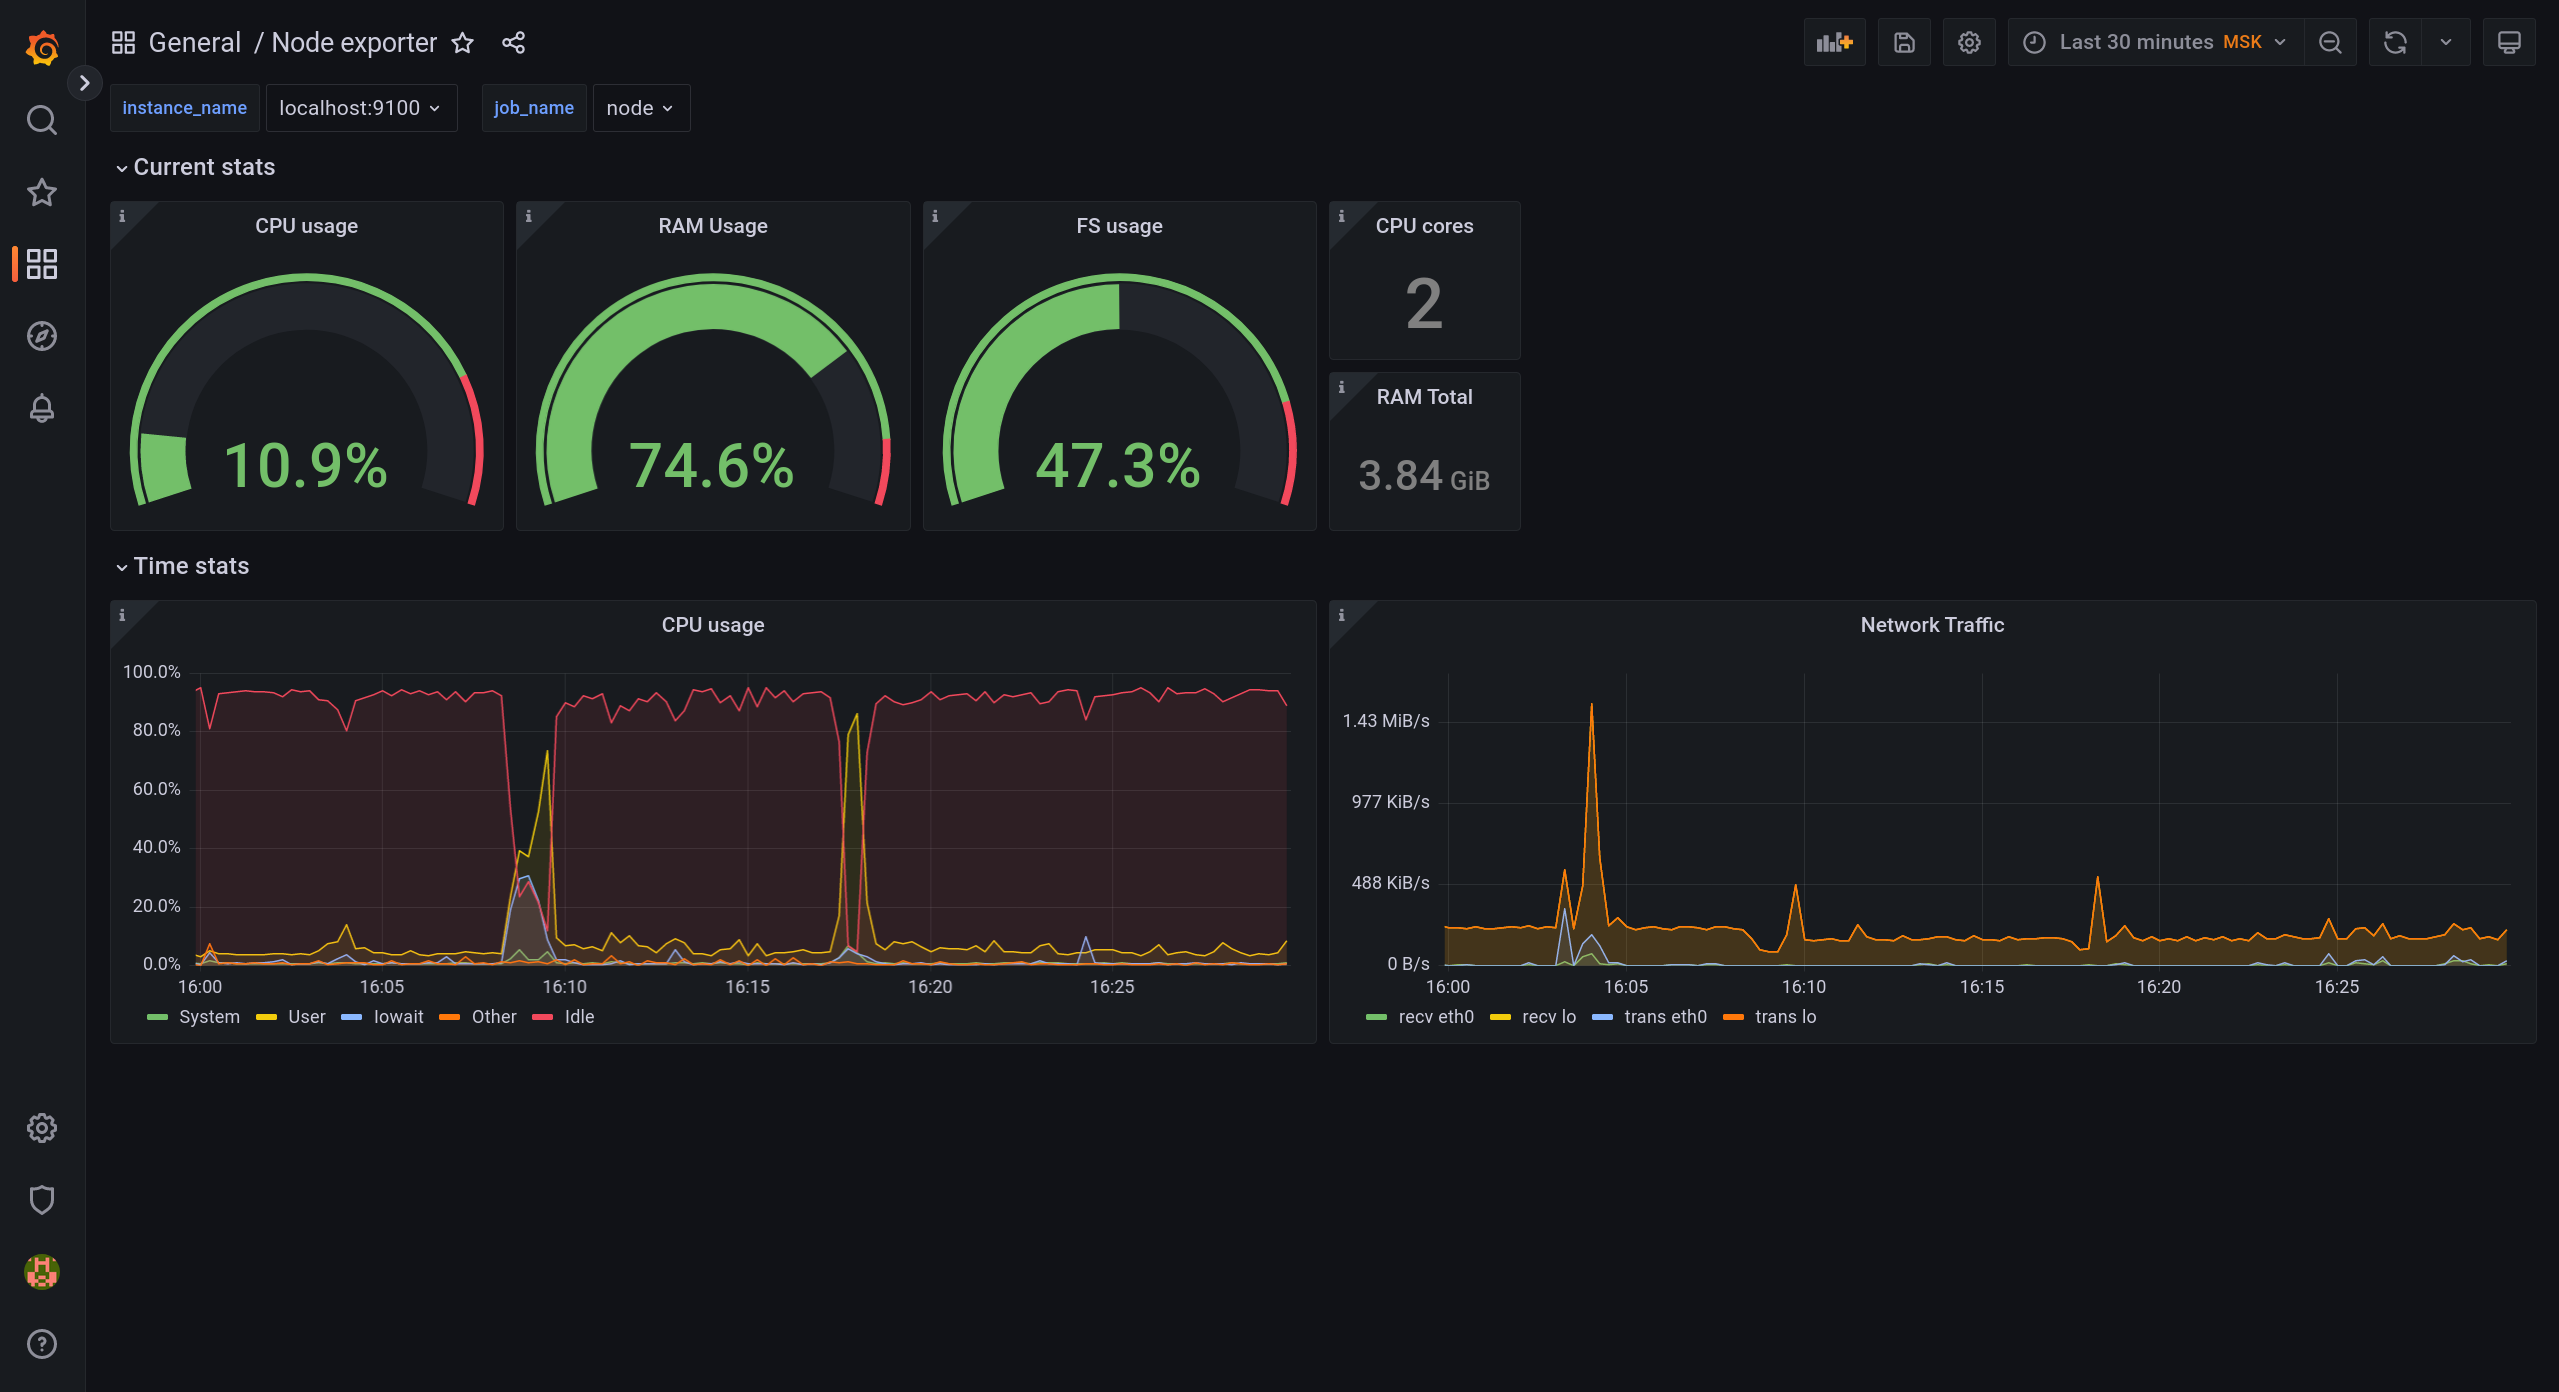 General / Node exporter
Last 30 minutes MSK
instance_name localhost:9100 job_name node
Current stats
CPU usage
10.9%
RAM Usage
74.6%
FS usage
47.3%
CPU cores
2
RAM Total
3.84 GiB
Time stats
CPU usage
100.0%
80.0%
60.0%
40.0%
20.0%
0.0%
16:00 16:05 16:10 16:15 16:20 16:25
System User Iowait Other Idle
Network Traffic
1.43 MiB/s
977 KiB/s
488 KiB/s
0 B/s
16:00 16:05 16:10 16:15 16:20 16:25
recv eth0 recv lo trans eth0 trans lo